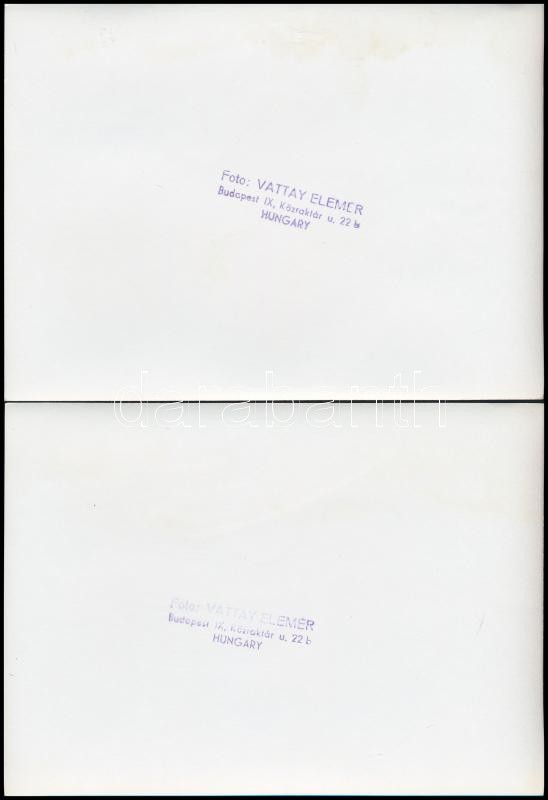 Foto: VATTAY ELEMÉR
Budapest IX, Közraktár u. 22 b
HUNGARY
darabanth
Foto: VATTAY ELEMÉR
Budapest IX, Közraktár u. 22 b
HUNGARY